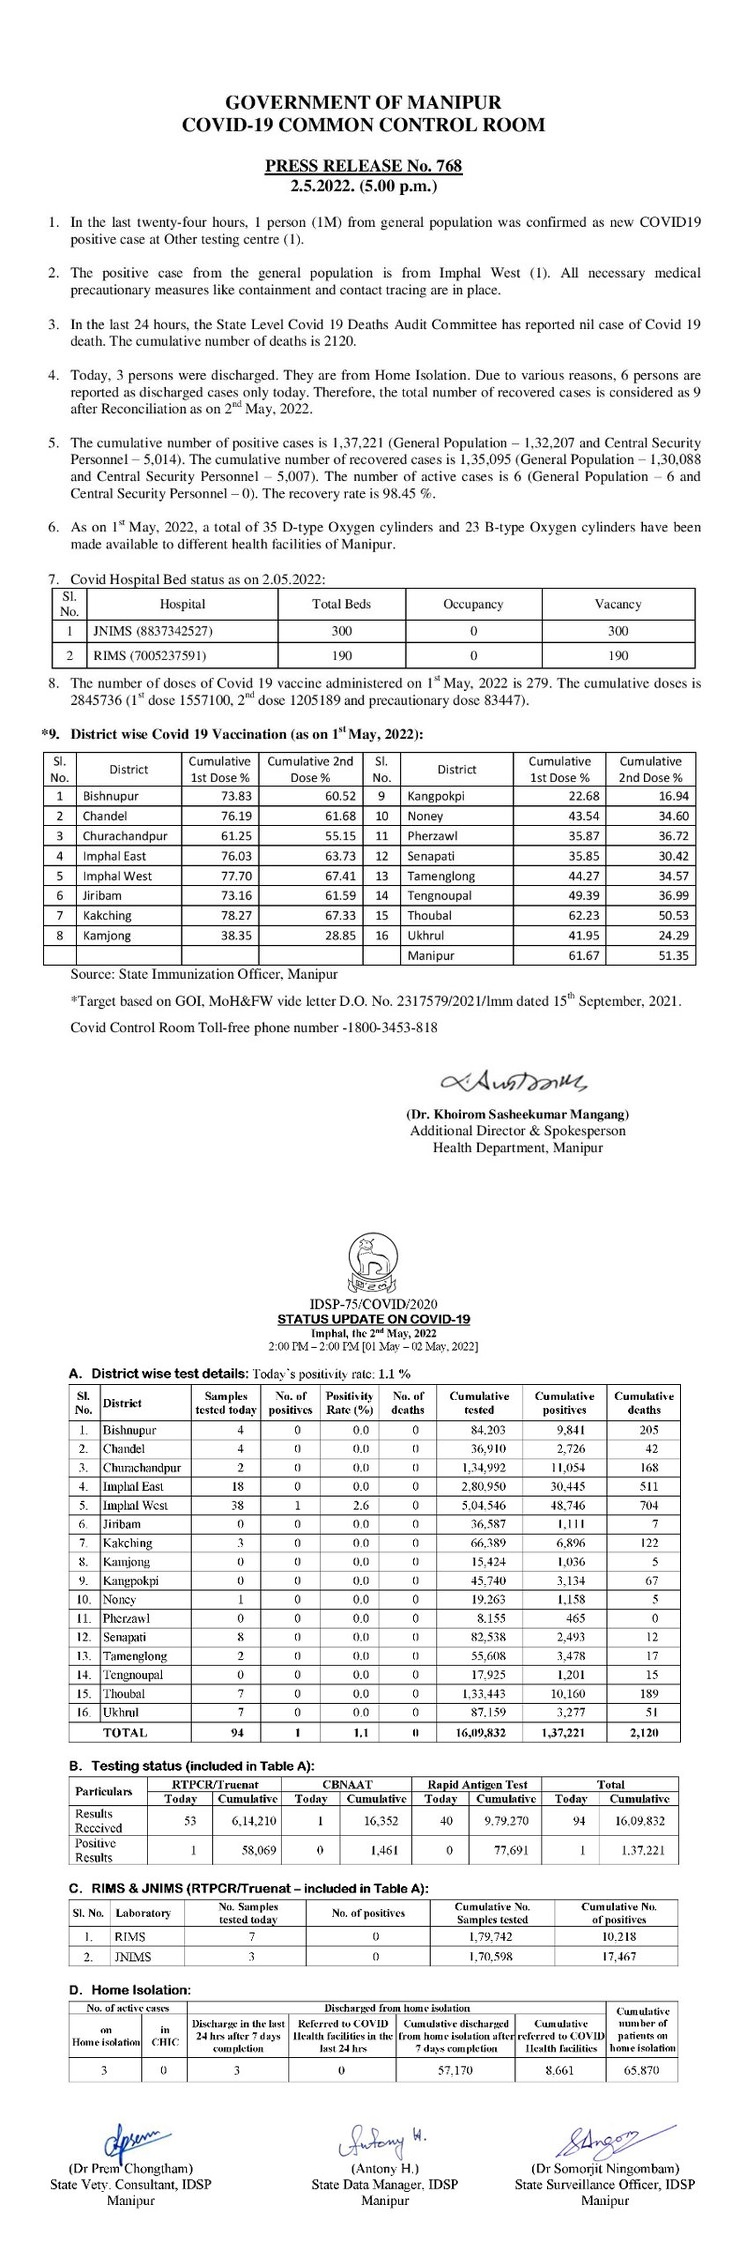 GOVERNMENT OF MANIPUR
COVID-19 COMMON CONTROL ROOM
PRESS RELEASE No. 768
2.5.2022. (5.00 p.m.)
1. In the last twenty-four hours, 1 person (1M) from general population was confirmed as new COVID19
positive case at Other testing centre (1).
2. The positive case from the general population is from Imphal West (1). All necessary medical
precautionary measures like containment and contact tracing are in place.
3. In the last 24 hours, the State Level Covid 19 Deaths Audit Committee has reported nil case of Covid 19
death. The cumulative number of deaths is 2120.
4. Today, 3 persons were discharged. They are from Home Isolation. Due to various reasons, 6 persons are
reported as discharged cases only today. Therefore, the total number of recovered cases is considered as 9
after Reconciliation as on 2nd May, 2022.
5. The cumulative number of positive cases is 1,37,221 (General Population – 1,32,207 and Central Security
Personnel – 5,014). The cumulative number of recovered cases is 1,35,095 (General Population – 1,30,088
and Central Security Personnel – 5,007). The number of active cases is 6 (General Population – 6 and
Central Security Personnel – 0). The recovery rate is 98.45 %.
6. As on 1st May, 2022, a total of 35 D-type Oxygen cylinders and 23 B-type Oxygen cylinders have been
made available to different health facilities of Manipur.
7. Covid Hospital Bed status as on 2.05.2022:
Sl. No. Hospital Total Beds Occupancy Vacancy
1 JNIMS (8837342527) 300 0 300
2 RIMS (7005237591) 190 0 190
8. The number of doses of Covid 19 vaccine administered on 1st May, 2022 is 279. The cumulative doses is
2845736 (1st dose 1557100, 2nd dose 1205189 and precautionary dose 83447).
*9. District wise Covid 19 Vaccination (as on 1st May, 2022):
Sl. No. District Cumulative 1st Dose % Cumulative 2nd Dose % Sl. No. District Cumulative 1st Dose % Cumulative 2nd Dose %
1 Bishnupur 73.83 60.52 9 Kangpokpi 22.68 16.94
2 Chandel 76.19 61.68 10 Noney 43.54 34.60
3 Churachandpur 61.25 55.15 11 Pherzawl 35.87 36.72
4 Imphal East 76.03 63.73 12 Senapati 35.85 30.42
5 Imphal West 77.70 67.41 13 Tamenglong 44.27 34.57
6 Jiribam 73.16 61.59 14 Tengnoupal 49.39 36.99
7 Kakching 78.27 67.33 15 Thoubal 62.23 50.53
8 Kamjong 38.35 28.85 16 Ukhrul 41.95 24.29
Manipur 61.67 51.35
Source: State Immunization Officer, Manipur
*Target based on GOI, MoH&FW vide letter D.O. No. 2317579/2021/Imm dated 15th September, 2021.
Covid Control Room Toll-free phone number -1800-3453-818
(Dr. Khoirom Sasheekumar Mangang)
Additional Director & Spokesperson
Health Department, Manipur
IDSP-75/COVID/2020
STATUS UPDATE ON COVID-19
Imphal, the 2nd May, 2022
2:00 PM – 2:00 PM [01 May – 02 May, 2022]
A. District wise test details: Today's positivity rate: 1.1 %
Sl. No. District Samples tested today No. of positives Positivity Rate (%) No. of deaths Cumulative tested Cumulative positives Cumulative deaths
1. Bishnupur 4 0 0.0 0 84,203 9,841 205
2. Chandel 4 0 0.0 0 36,910 2,726 42
3. Churachandpur 2 0 0.0 0 1,34,992 11,054 168
4. Imphal East 18 0 0.0 0 2,80,950 30,445 511
5. Imphal West 38 1 2.6 0 5,04,546 48,746 704
6. Jiribam 0 0 0.0 0 36,587 1,111 7
7. Kakching 3 0 0.0 0 66,389 6,896 122
8. Kamjong 0 0 0.0 0 15,424 1,036 5
9. Kangpokpi 0 0 0.0 0 45,740 3,134 67
10. Noney 1 0 0.0 0 19,263 1,158 5
11. Pherzawl 0 0 0.0 0 8,155 465 0
12. Senapati 8 0 0.0 0 82,538 2,493 12
13. Tamenglong 2 0 0.0 0 55,608 3,478 17
14. Tengnoupal 0 0 0.0 0 17,925 1,201 15
15. Thoubal 7 0 0.0 0 1,33,443 10,160 189
16. Ukhrul 7 0 0.0 0 87,159 3,277 51
TOTAL 94 1 1.1 0 16,09,832 1,37,221 2,120
B. Testing status (included in Table A):
Particulars RTPCR/Truenat CBNAAT Rapid Antigen Test Total
Today Cumulative Today Cumulative Today Cumulative Today Cumulative
Results Received 53 6,14,210 1 16,352 40 9,79,270 94 16,09,832
Positive Results 1 58,069 0 1,461 0 77,691 1 1,37,221
C. RIMS & JNIMS (RTPCR/Truenat – included in Table A):
Sl. No. Laboratory No. Samples tested today No. of positives Cumulative No. Samples tested Cumulative No. of positives
1. RIMS 7 0 1,79,742 10,218
2. JNIMS 3 0 1,70,598 17,467
D. Home Isolation:
No. of active cases Discharged from home isolation Cumulative number of patients on home isolation
on Home isolation in CHIC Discharge in the last 24 hrs after 7 days completion Referred to COVID Health facilities in the last 24 hrs Cumulative discharged from home isolation after 7 days completion Cumulative referred to COVID Health facilities
3 0 3 0 57,170 8,661 65,870
Antony H.
(Dr Prem Chongtham) (Antony H.) (Dr Somorjit Ningombam)
State Vety. Consultant, IDSP State Data Manager, IDSP State Surveillance Officer, IDSP
Manipur Manipur Manipur